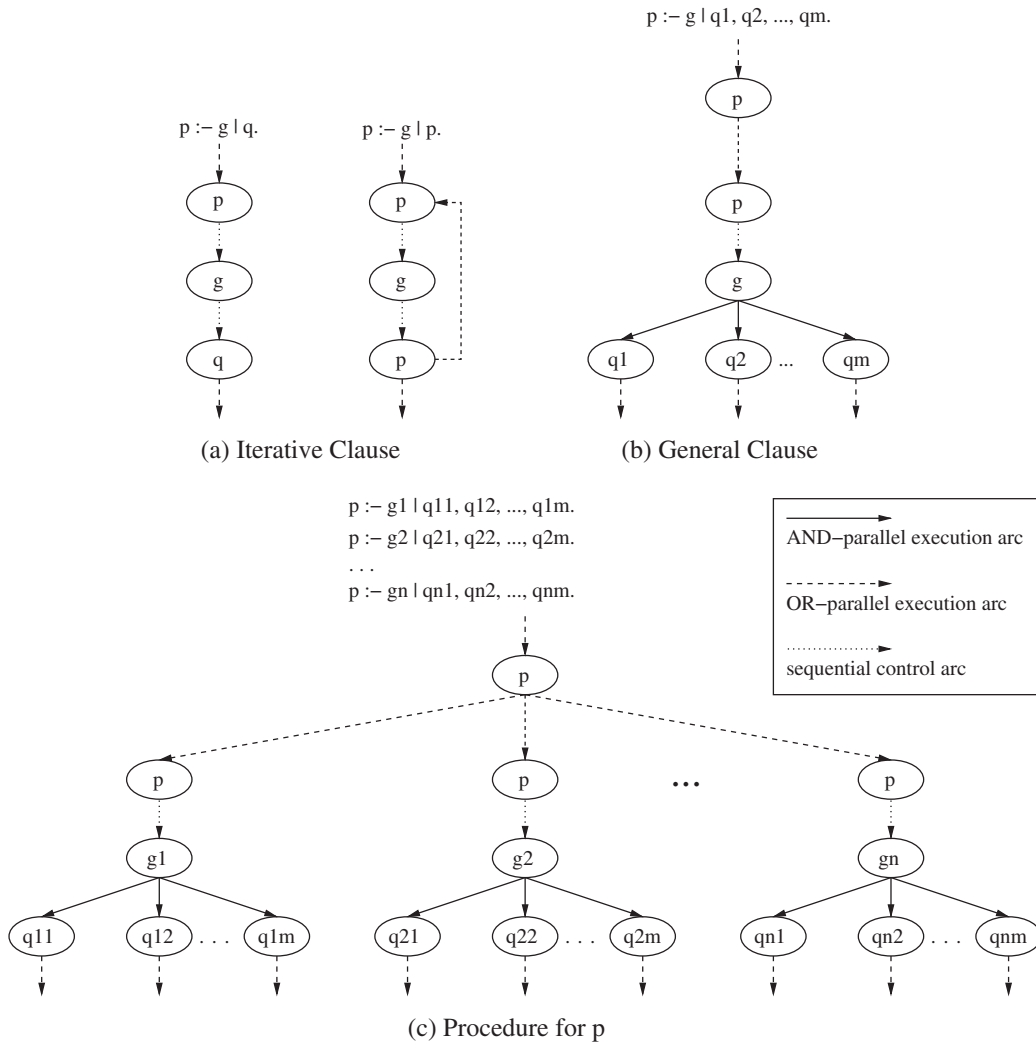 p :− g | q1, q2, ..., qm.
p
p
g
q1 q2 ... qm
(b) General Clause
p :− g | q.
p
g
q
p :− g | p.
p
g
p
(a) Iterative Clause
p :− g1 | q11, q12, ..., q1m.
p :− g2 | q21, q22, ..., q2m.
. . .
p :− gn | qn1, qn2, ..., qnm.
p
p p ... p
g1 g2 gn
q11 q12 . . . q1m q21 q22 . . . q2m qn1 qn2 . . . qnm
(c) Procedure for p
AND−parallel execution arc
OR−parallel execution arc
sequential control arc